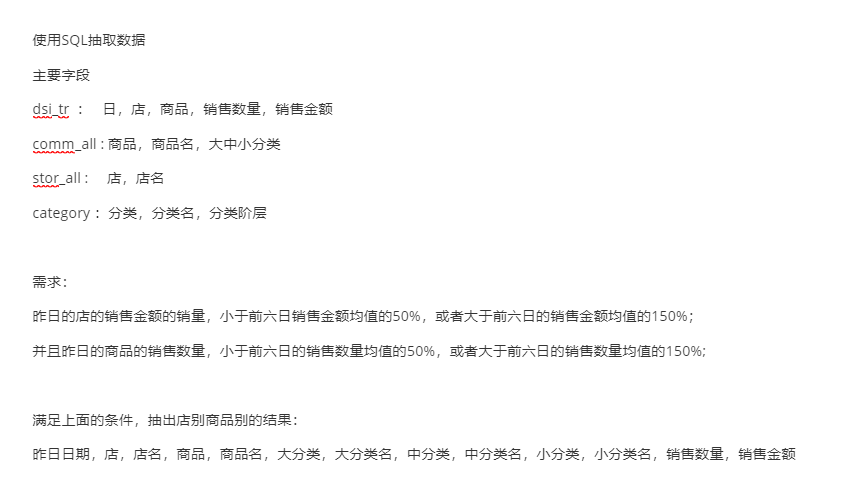 使用SQL抽取数据
主要字段
dsi_tr ： 日，店，商品，销售数量，销售金额
comm_all : 商品，商品名，大中小分类
stor_all : 店，店名
category ：分类，分类名，分类阶层
需求：
昨日的店的销售金额的销量，小于前六日销售金额均值的50%，或者大于前六日的销售金额均值的150%；
并且昨日的商品的销售数量，小于前六日的销售数量均值的50%，或者大于前六日的销售数量均值的150%;
满足上面的条件，抽出店别商品别的结果：
昨日日期，店，店名，商品，商品名，大分类，大分类名，中分类，中分类名，小分类，小分类名，销售数量，销售金额